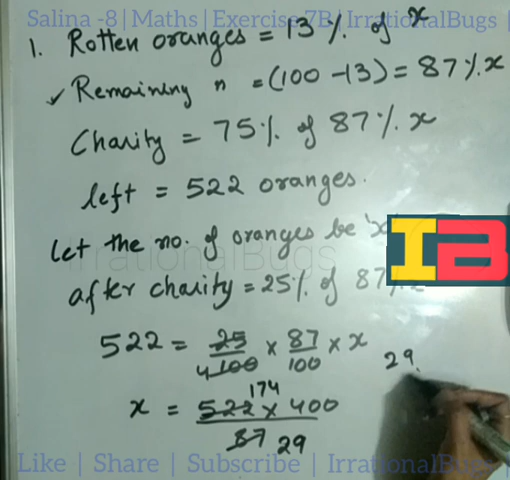 Salina -8 | Maths | Exercise 7B | IrrationalBugs |
1. Rotten oranges = 13 % of x
✓ Remaining n = (100 - 13) = 87 % x
Charity = 75% of 87% x
left = 522 oranges.
Let the no. of oranges be 'x
IB
IrrationalBugs
after charity = 25% of 87%
522 = 25/4100 × 87/100 × x
29
174
x = 522 × 400
87 29
Like | Share | Subscribe | IrrationalBugs |